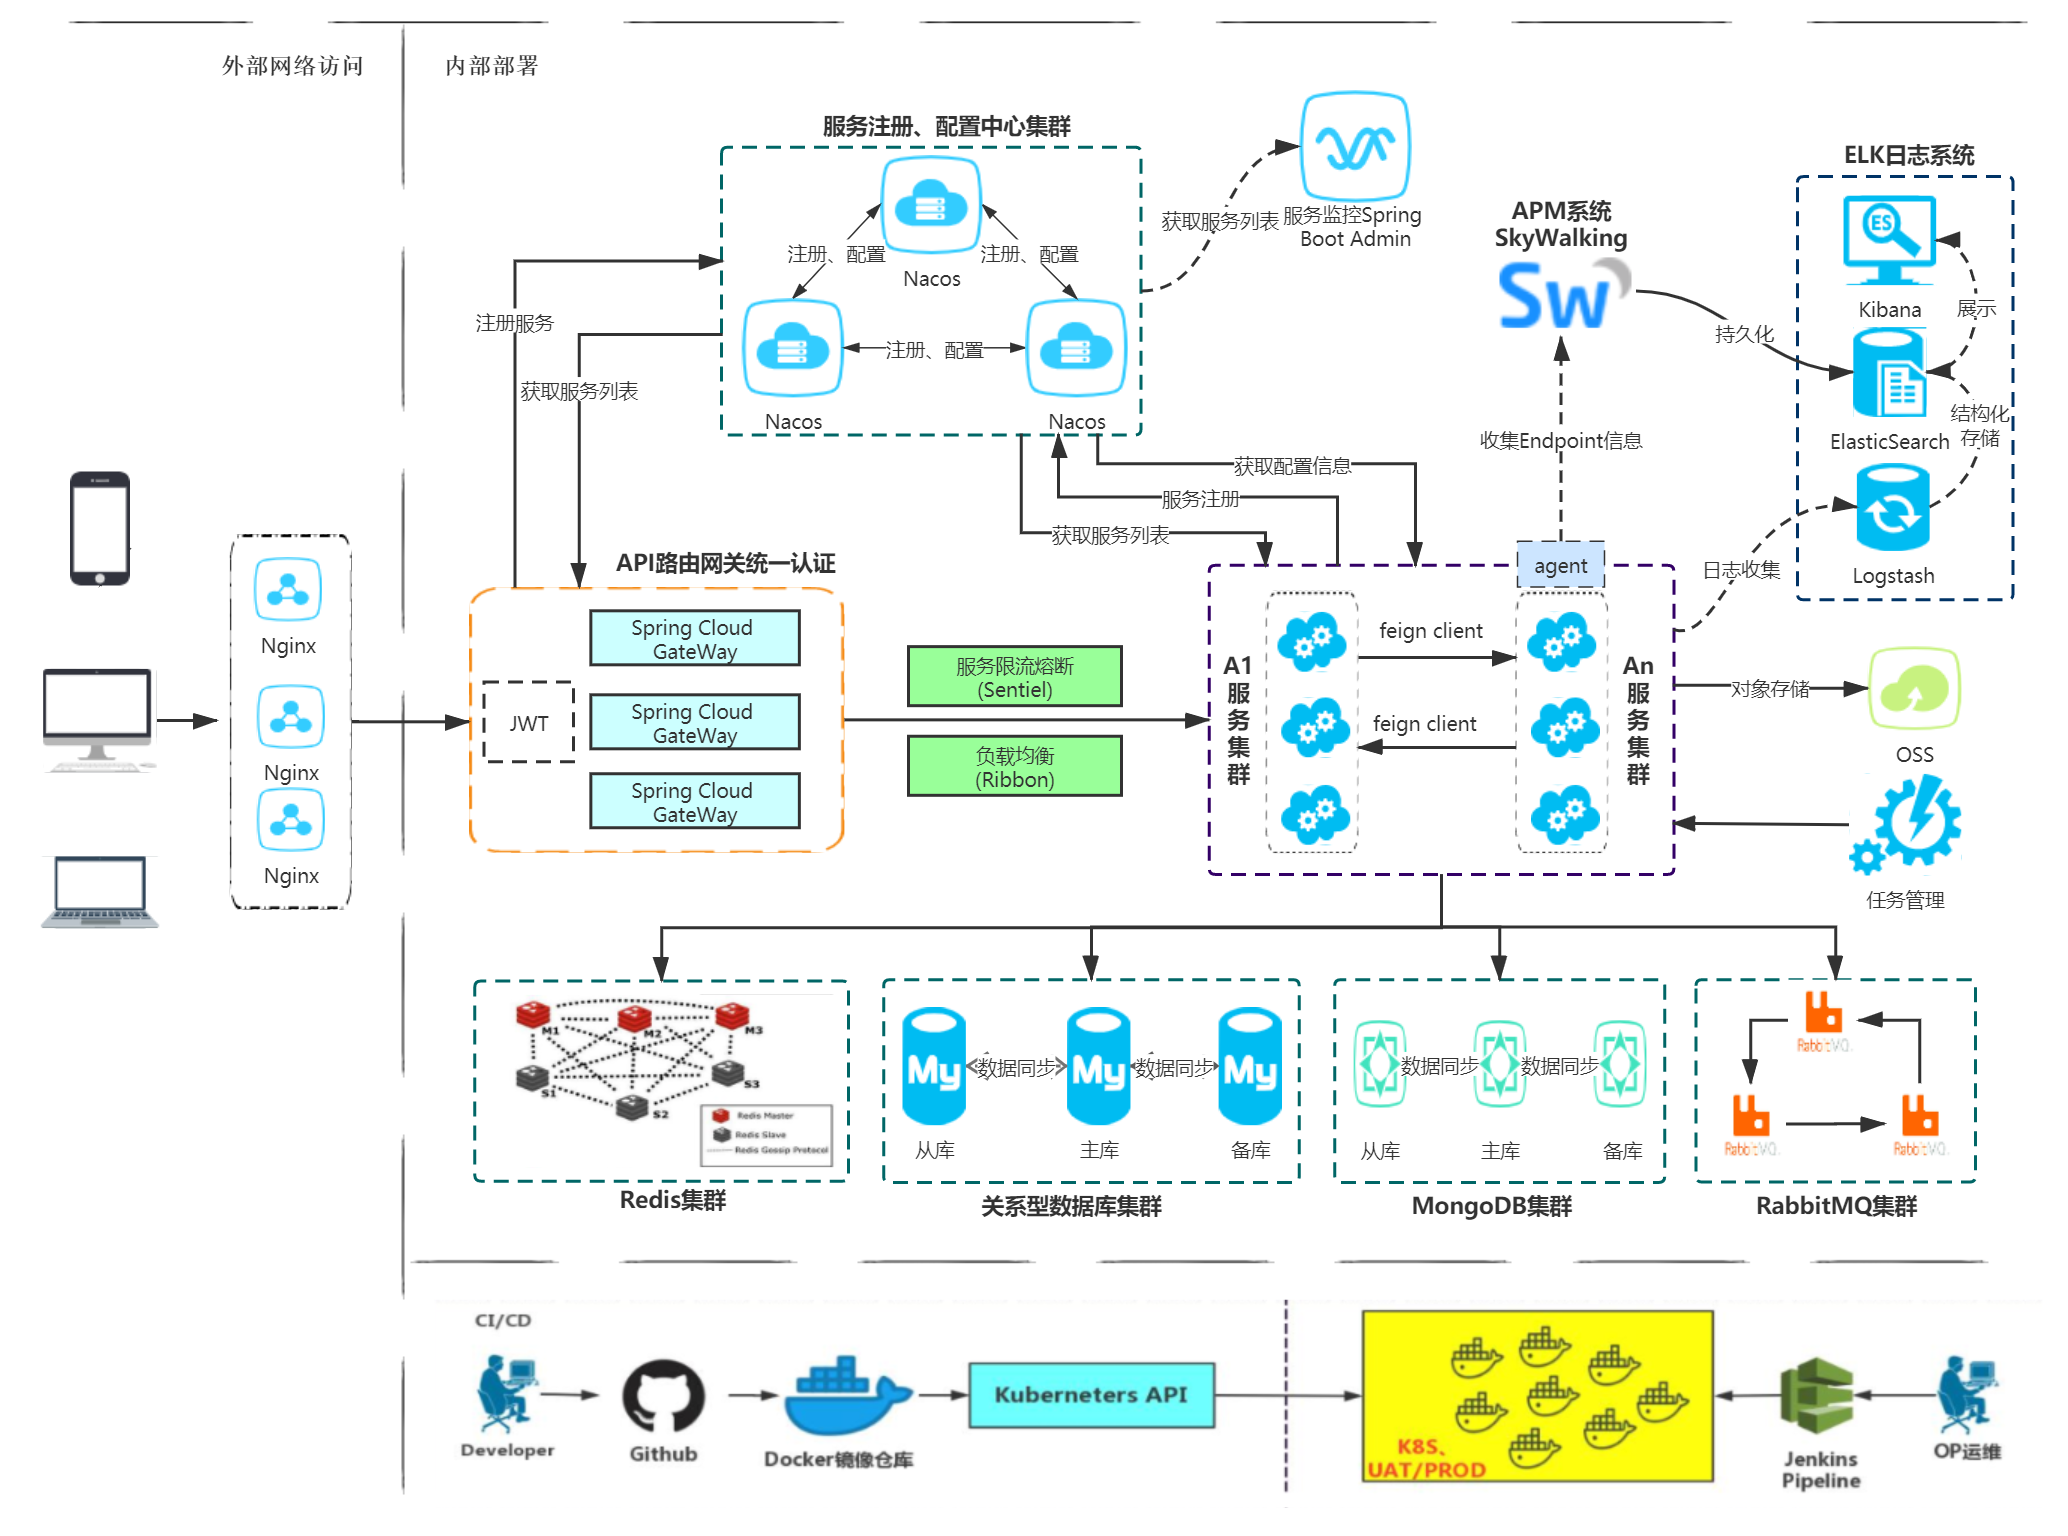 外部网络访问
内部部署
服务注册、配置中心集群
Nacos
注册、配置
注册、配置
Nacos
注册、配置
Nacos
获取服务列表
服务监控Spring
Boot Admin
APM系统
SkyWalking
Sw
持久化
ELK日志系统
ES
Kibana
展示
ElasticSearch
结构化
存储
Logstash
日志收集
注册服务
获取服务列表
获取配置信息
服务注册
获取服务列表
收集Endpoint信息
agent
Nginx
Nginx
Nginx
API路由网关统一认证
JWT
Spring Cloud
GateWay
Spring Cloud
GateWay
Spring Cloud
GateWay
服务限流熔断
(Sentiel)
负载均衡
(Ribbon)
A1
服
务
集
群
feign client
feign client
An
服
务
集
群
对象存储
OSS
任务管理
M1
M2
M3
S1
S2
S3
Redis Master
Redis Slave
Redis Gossip Protocol
Redis集群
My
数据同步
My
数据同步
My
从库
主库
备库
关系型数据库集群
数据同步
数据同步
从库
主库
备库
MongoDB集群
RabbitMQ.
RabbitMQ.
RabbitMQ.
RabbitMQ集群
CI/CD
Developer
Github
Docker镜像仓库
Kuberneters API
K8S、
UAT/PROD
Jenkins
Pipeline
OP运维